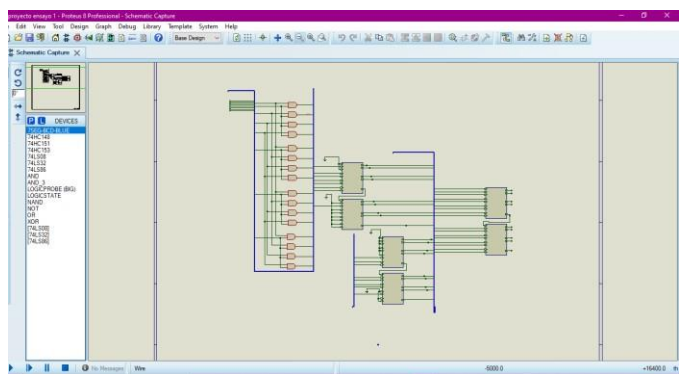 proyecto ensayo 1 - Proteus 8 Professional - Schematic Capture
Edit View Tool Design Graph Debug Library Template System Help
Base Design
Schematic Capture X
P L DEVICES
7SEG-BCD-BLUE
74HC148
74HC151
74HC153
74LS08
74LS32
74LS86
AND
AND_3
LOGICPROBE (BIG)
LOGICSTATE
NAND
NOT
OR
XOR
[74LS08]
[74LS32]
[74LS86]
No Messages Wire -5000.0 +16400.0 th